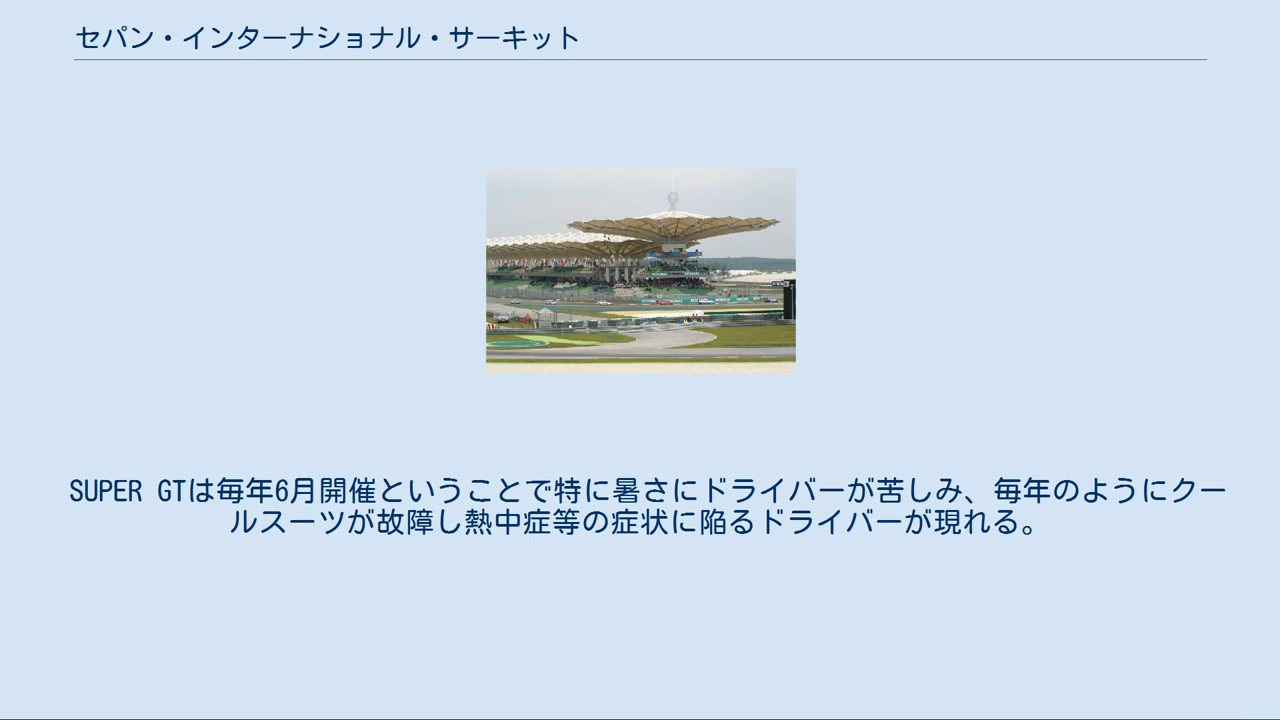 セパン・インターナショナル・サーキット
SUPER GTは毎年6月開催ということで特に暑さにドライバーが苦しみ、毎年のようにクー
ルスーツが故障し熱中症等の症状に陥るドライバーが現れる。